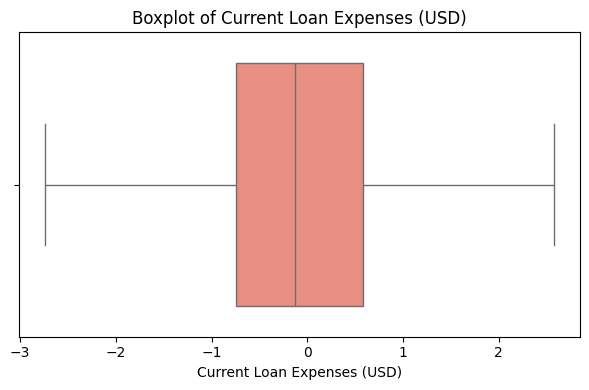 Boxplot of Current Loan Expenses (USD)
−3 −2 −1 0 1 2
Current Loan Expenses (USD)